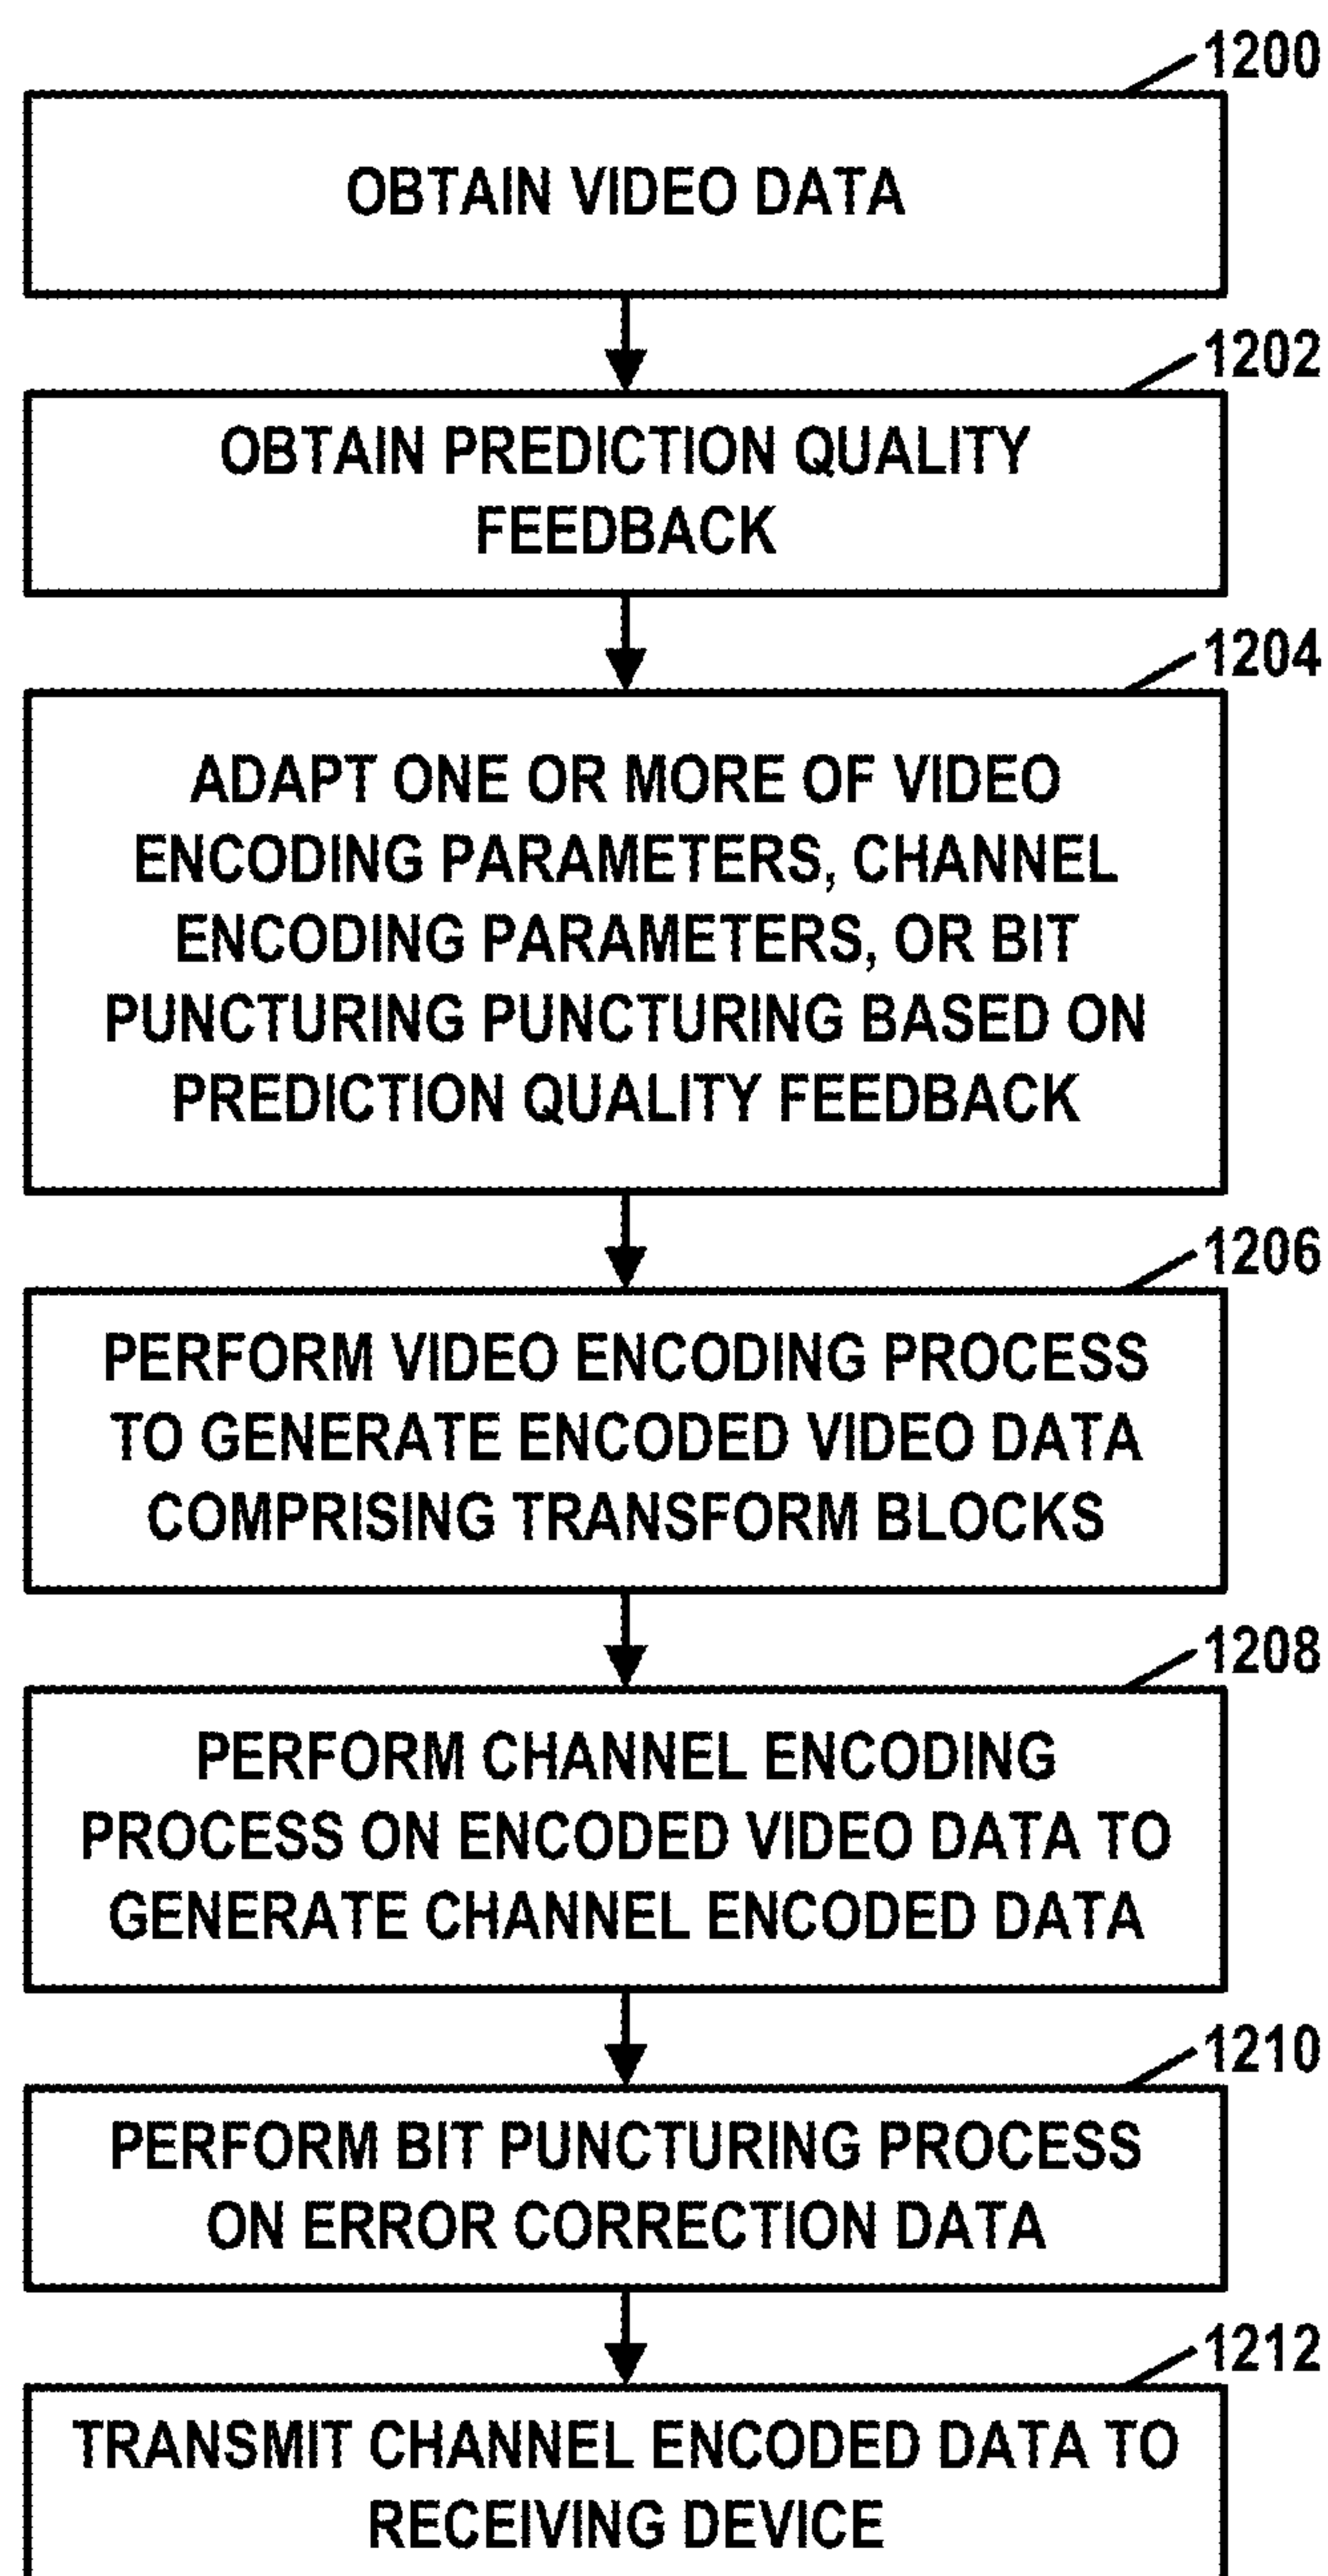 1200
OBTAIN VIDEO DATA
1202
OBTAIN PREDICTION QUALITY
FEEDBACK
1204
ADAPT ONE OR MORE OF VIDEO
ENCODING PARAMETERS, CHANNEL
ENCODING PARAMETERS, OR BIT
PUNCTURING PUNCTURING BASED ON
PREDICTION QUALITY FEEDBACK
1206
PERFORM VIDEO ENCODING PROCESS
TO GENERATE ENCODED VIDEO DATA
COMPRISING TRANSFORM BLOCKS
1208
PERFORM CHANNEL ENCODING
PROCESS ON ENCODED VIDEO DATA TO
GENERATE CHANNEL ENCODED DATA
1210
PERFORM BIT PUNCTURING PROCESS
ON ERROR CORRECTION DATA
1212
TRANSMIT CHANNEL ENCODED DATA TO
RECEIVING DEVICE